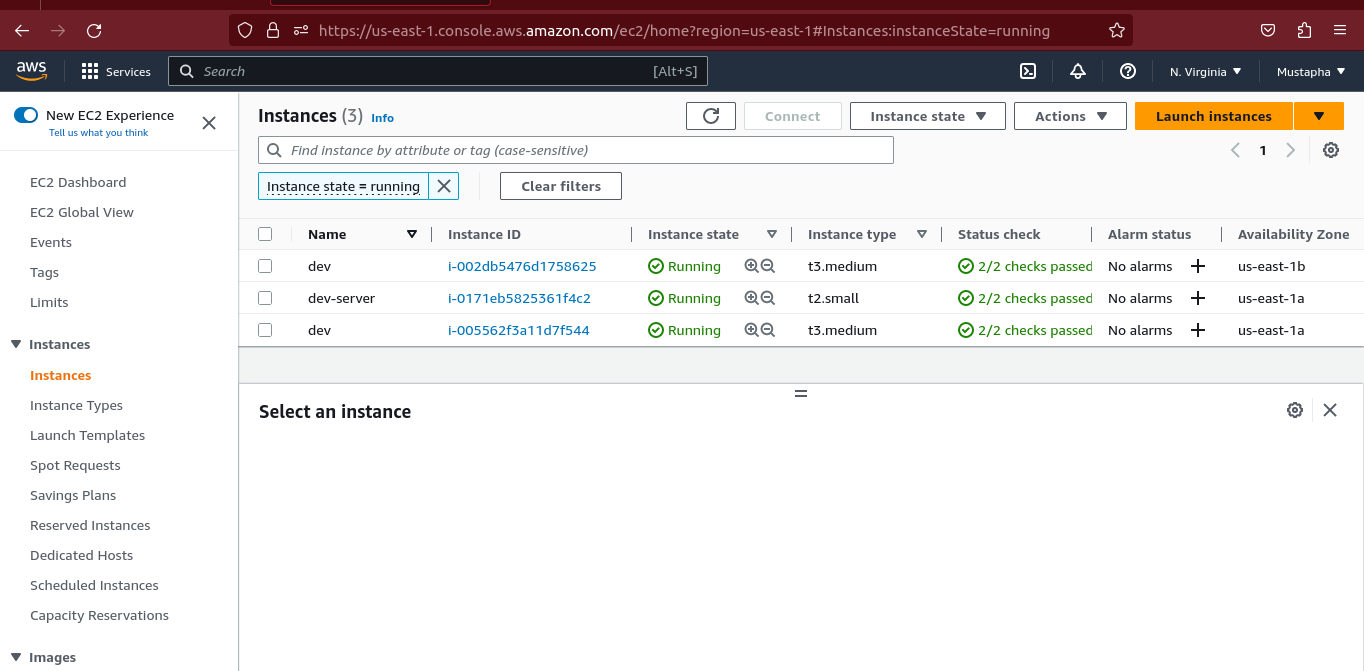 https://us-east-1.console.aws.amazon.com/ec2/home?region=us-east-1#Instances:instanceState=running
aws Services Search [Alt+S] N. Virginia Mustapha
New EC2 Experience
Tell us what you think
EC2 Dashboard
EC2 Global View
Events
Tags
Limits
Instances
Instances
Instance Types
Launch Templates
Spot Requests
Savings Plans
Reserved Instances
Dedicated Hosts
Scheduled Instances
Capacity Reservations
Images
Instances (3) Info Connect Instance state Actions Launch instances
Find instance by attribute or tag (case-sensitive) 1
Instance state = running Clear filters
Name Instance ID Instance state Instance type Status check Alarm status Availability Zone
dev i-002db5476d1758625 Running t3.medium 2/2 checks passed No alarms us-east-1b
dev-server i-0171eb5825361f4c2 Running t2.small 2/2 checks passed No alarms us-east-1a
dev i-005562f3a11d7f544 Running t3.medium 2/2 checks passed No alarms us-east-1a
Select an instance